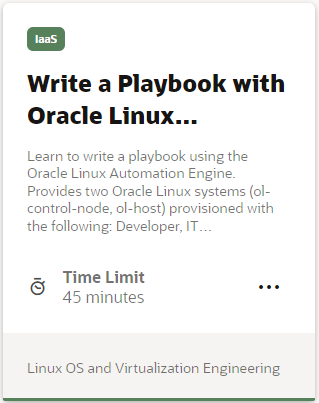 IaaS
Write a Playbook with
Oracle Linux...
Learn to write a playbook using the
Oracle Linux Automation Engine.
Provides two Oracle Linux systems (ol-
control-node, ol-host) provisioned with
the following: Developer, IT...
Time Limit
45 minutes
Linux OS and Virtualization Engineering